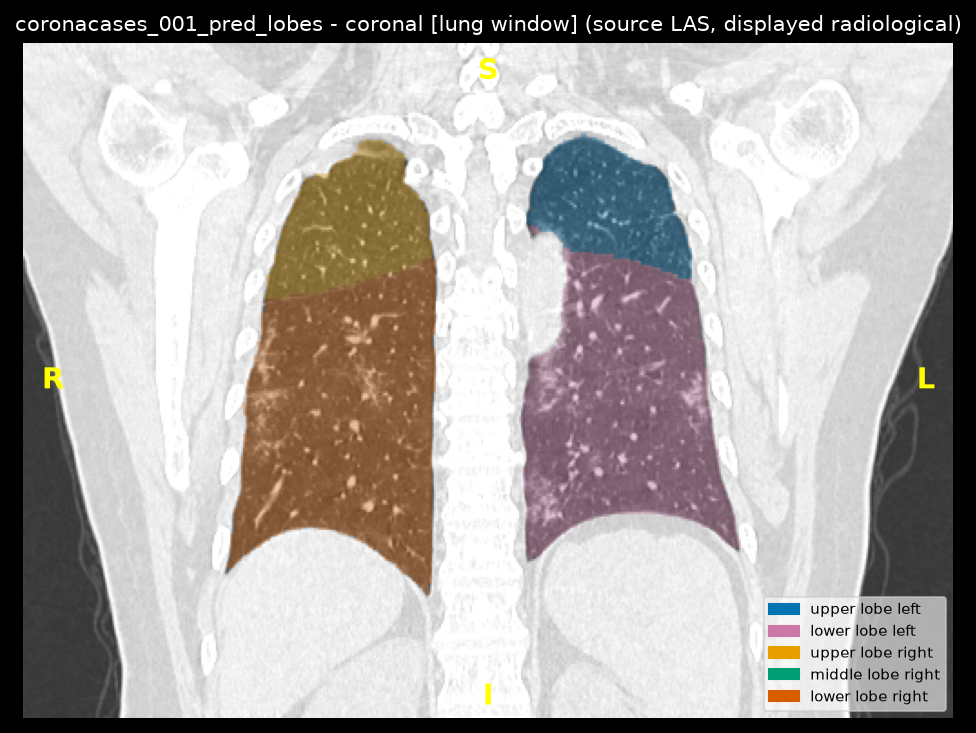 coronacases_001_pred_lobes - coronal [lung window] (source LAS, displayed radiological)
S
R
L
upper lobe left
lower lobe left
upper lobe right
middle lobe right
lower lobe right
I